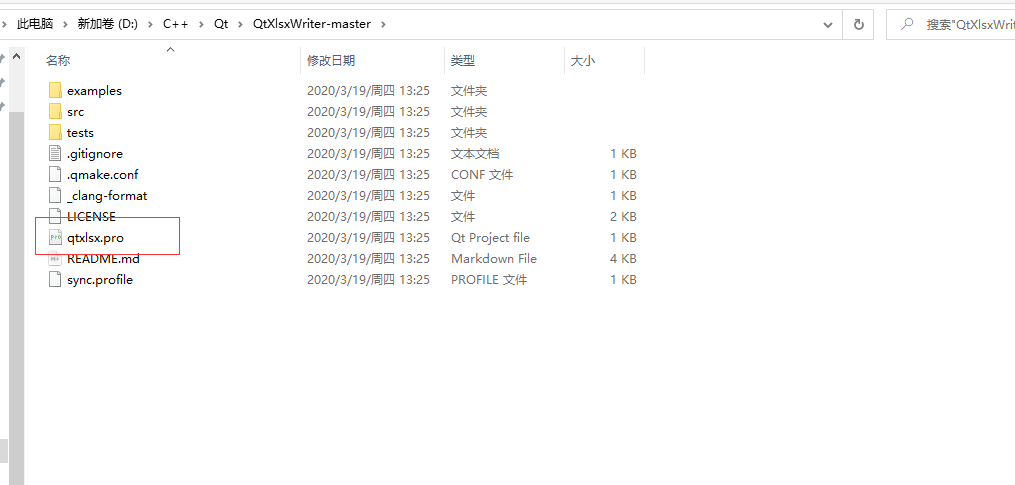 此电脑 > 新加卷 (D:) > C++ > Qt > QtXlsxWriter-master > 搜索"QtXlsxWri
名称 修改日期 类型 大小
examples 2020/3/19/周四 13:25 文件夹
src 2020/3/19/周四 13:25 文件夹
tests 2020/3/19/周四 13:25 文件夹
.gitignore 2020/3/19/周四 13:25 文本文档 1 KB
.qmake.conf 2020/3/19/周四 13:25 CONF 文件 1 KB
_clang-format 2020/3/19/周四 13:25 文件 1 KB
LICENSE 2020/3/19/周四 13:25 文件 2 KB
qtxlsx.pro 2020/3/19/周四 13:25 Qt Project file 1 KB
README.md 2020/3/19/周四 13:25 Markdown File 4 KB
sync.profile 2020/3/19/周四 13:25 PROFILE 文件 1 KB